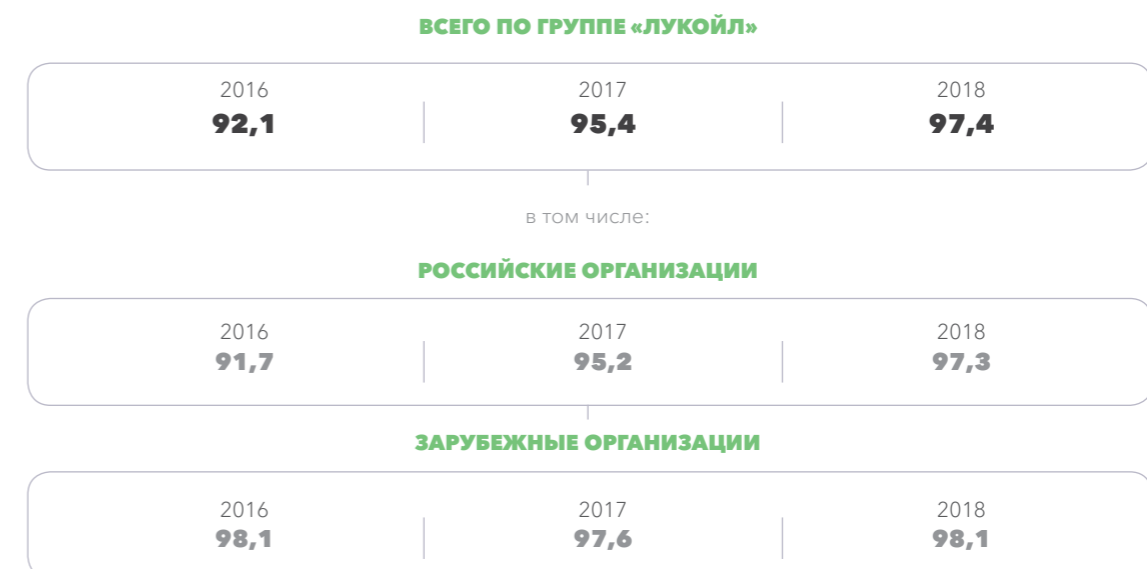 ВСЕГО ПО ГРУППЕ «ЛУКОЙЛ»
2016 2017 2018
92,1 95,4 97,4
в том числе:
РОССИЙСКИЕ ОРГАНИЗАЦИИ
2016 2017 2018
91,7 95,2 97,3
ЗАРУБЕЖНЫЕ ОРГАНИЗАЦИИ
2016 2017 2018
98,1 97,6 98,1